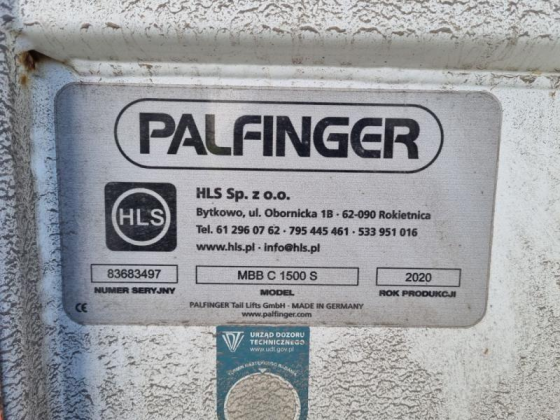 PALFINGER
HLS
HLS Sp. z o.o.
Bytkowo, ul. Obornicka 1B · 62-090 Rokietnica
Tel. 61 296 07 62 · 795 445 461 · 533 951 016
www.hls.pl · info@hls.pl
83683497 MBB C 1500 S 2020
NUMER SERYJNY MODEL ROK PRODUKCJI
CE PALFINGER Tail Lifts GmbH - MADE IN GERMANY
www.palfinger.com
URZĄD DOZORU
TECHNICZNEGO
www.udt.gov.pl